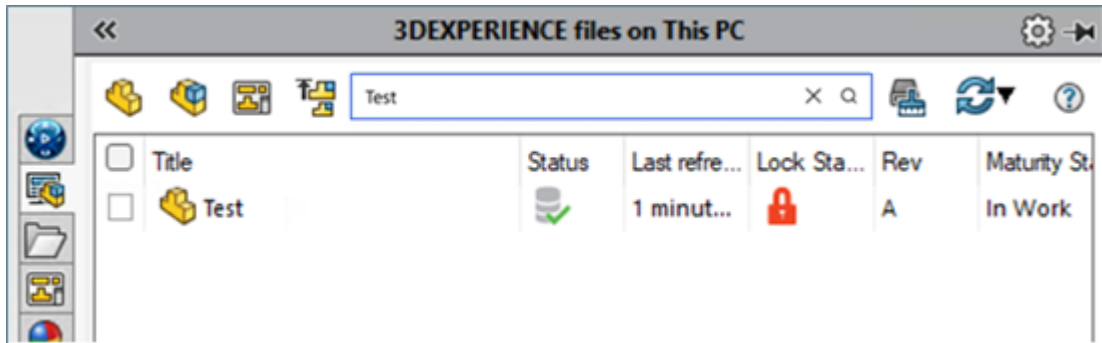 3DEXPERIENCE files on This PC
Test
Title Status Last refre... Lock Sta... Rev Maturity St
Test 1 minut... A In Work